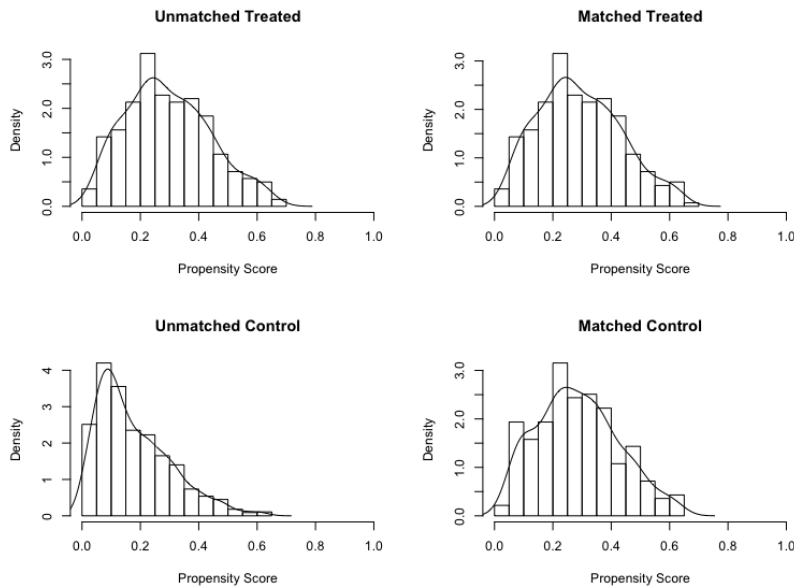 Unmatched Treated
Density
0.0
1.0
2.0
3.0
0.0 0.2 0.4 0.6 0.8 1.0
Propensity Score
Matched Treated
Density
0.0
1.0
2.0
3.0
0.0 0.2 0.4 0.6 0.8 1.0
Propensity Score
Unmatched Control
Density
0
1
2
3
4
0.0 0.2 0.4 0.6 0.8 1.0
Propensity Score
Matched Control
Density
0.0
1.0
2.0
3.0
0.0 0.2 0.4 0.6 0.8 1.0
Propensity Score